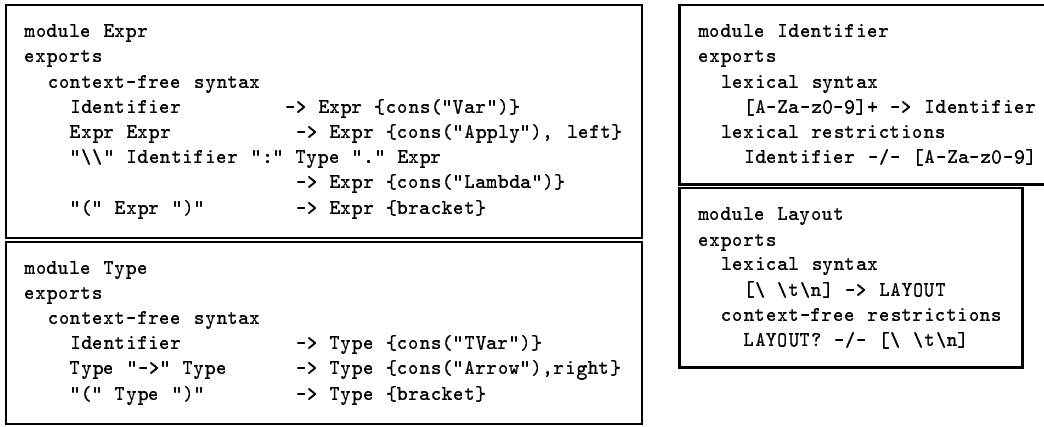 module Expr
exports
  context-free syntax
    Identifier         -> Expr {cons("Var")}
    Expr Expr          -> Expr {cons("Apply"), left}
    "\\" Identifier ":" Type "." Expr
                       -> Expr {cons("Lambda")}
    "(" Expr ")"       -> Expr {bracket}
module Type
exports
  context-free syntax
    Identifier         -> Type {cons("TVar")}
    Type "->" Type     -> Type {cons("Arrow"),right}
    "(" Type ")"       -> Type {bracket}
module Identifier
exports
  lexical syntax
    [A-Za-z0-9]+ -> Identifier
  lexical restrictions
    Identifier -/- [A-Za-z0-9]
module Layout
exports
  lexical syntax
    [\ \t\n] -> LAYOUT
  context-free restrictions
    LAYOUT? -/- [\ \t\n]